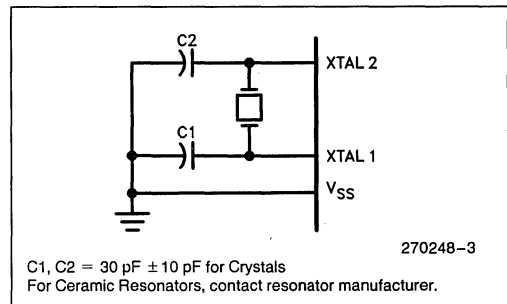 C2
XTAL 2
C1
XTAL 1
VSS
270248–3
C1, C2 = 30 pF ±10 pF for Crystals
For Ceramic Resonators, contact resonator manufacturer.